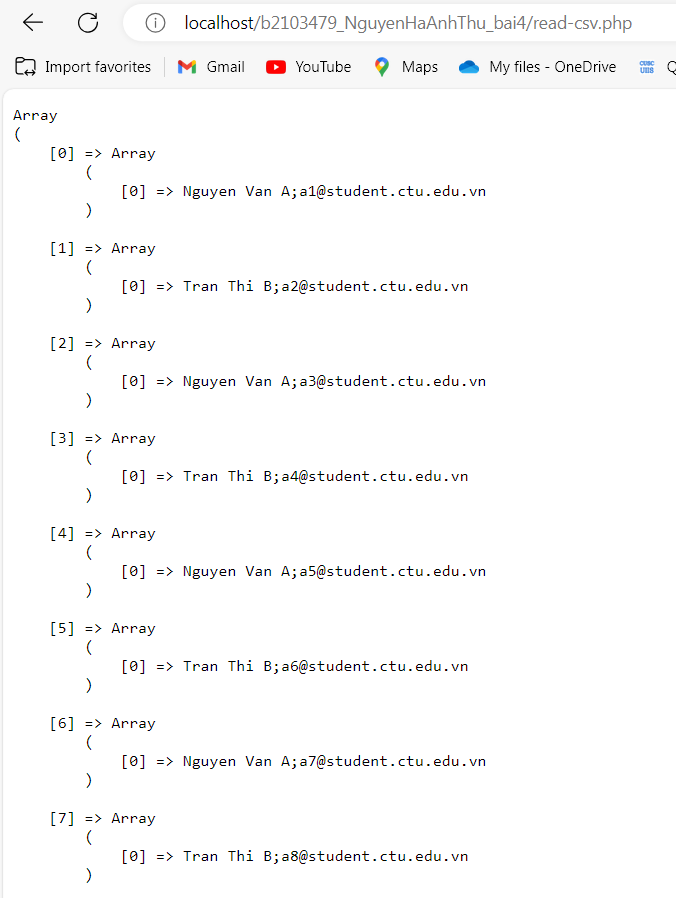 localhost/b2103479_NguyenHaAnhThu_bai4/read-csv.php
Import favorites Gmail YouTube Maps My files - OneDrive CUSC UIIS Q
Array
(
[0] => Array
(
[0] => Nguyen Van A;a1@student.ctu.edu.vn
)
[1] => Array
(
[0] => Tran Thi B;a2@student.ctu.edu.vn
)
[2] => Array
(
[0] => Nguyen Van A;a3@student.ctu.edu.vn
)
[3] => Array
(
[0] => Tran Thi B;a4@student.ctu.edu.vn
)
[4] => Array
(
[0] => Nguyen Van A;a5@student.ctu.edu.vn
)
[5] => Array
(
[0] => Tran Thi B;a6@student.ctu.edu.vn
)
[6] => Array
(
[0] => Nguyen Van A;a7@student.ctu.edu.vn
)
[7] => Array
(
[0] => Tran Thi B;a8@student.ctu.edu.vn
)